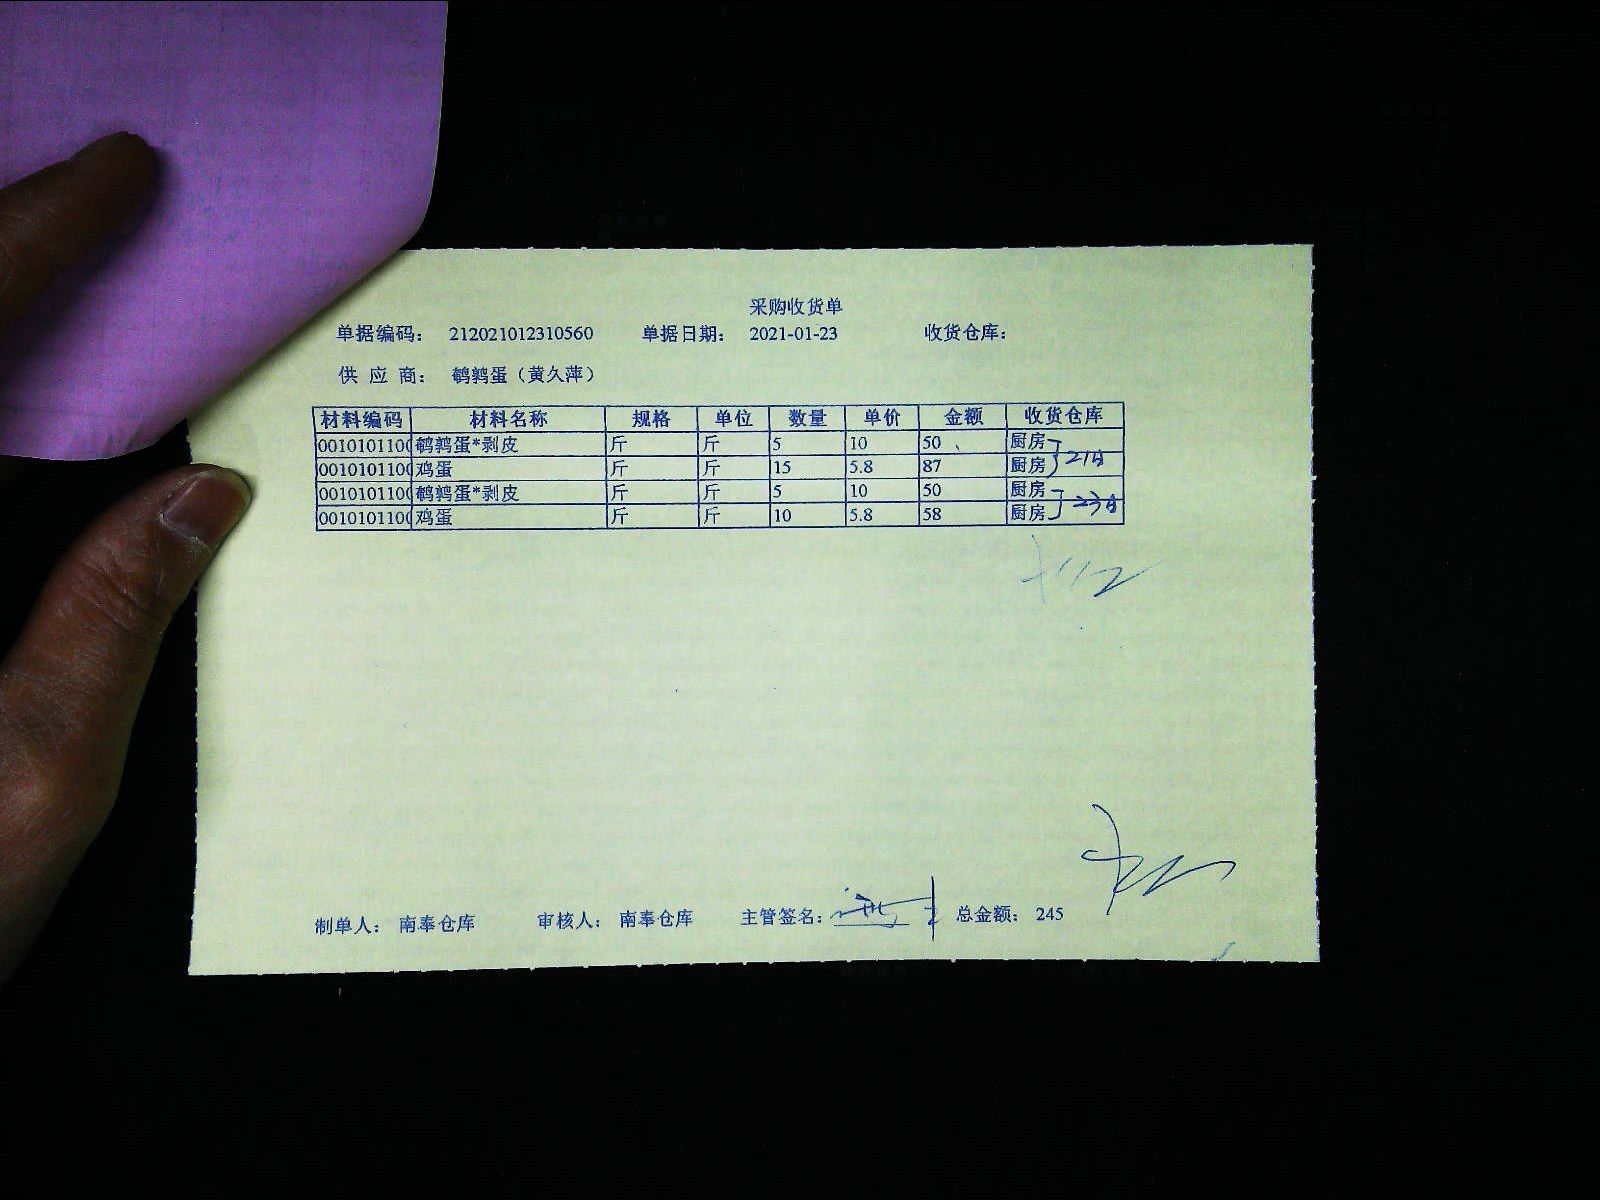 采购收货单
单据编码: 212021012310560 单据日期: 2021-01-23 收货仓库:
供 应 商: 鹌鹑蛋（黄久萍）
材料编码 材料名称 规格 单位 数量 单价 金额 收货仓库
0010101100 鹌鹑蛋*剥皮 斤 斤 5 10 50 厨房
0010101100 鸡蛋 斤 斤 15 5.8 87 厨房 21日
0010101100 鹌鹑蛋*剥皮 斤 斤 5 10 50 厨房
0010101100 鸡蛋 斤 斤 10 5.8 58 厨房 23日
制单人: 南奉仓库 审核人: 南奉仓库 主管签名: 总金额: 245